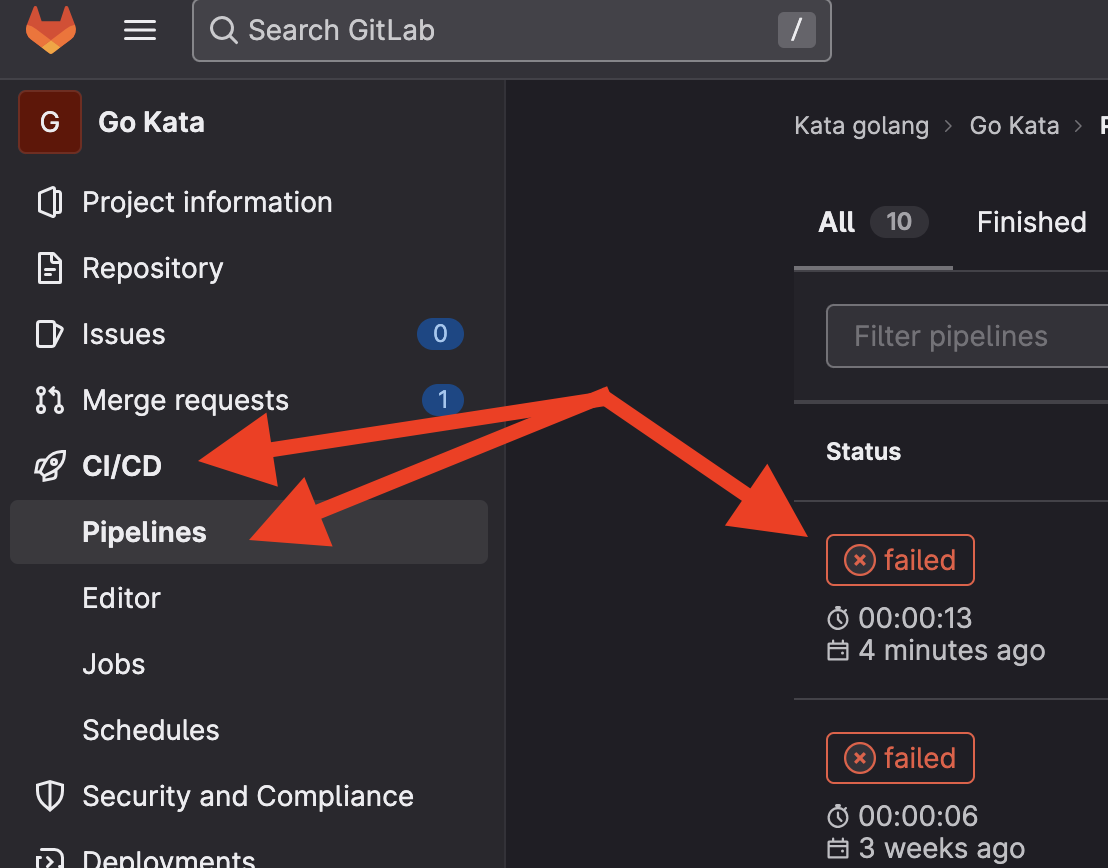 Search GitLab /
G Go Kata
Project information
Repository
Issues 0
Merge requests 1
CI/CD
Pipelines
Editor
Jobs
Schedules
Security and Compliance
Deployments
Kata golang > Go Kata >
All 10 Finished
Filter pipelines
Status
failed
00:00:13
4 minutes ago
failed
00:00:06
3 weeks ago